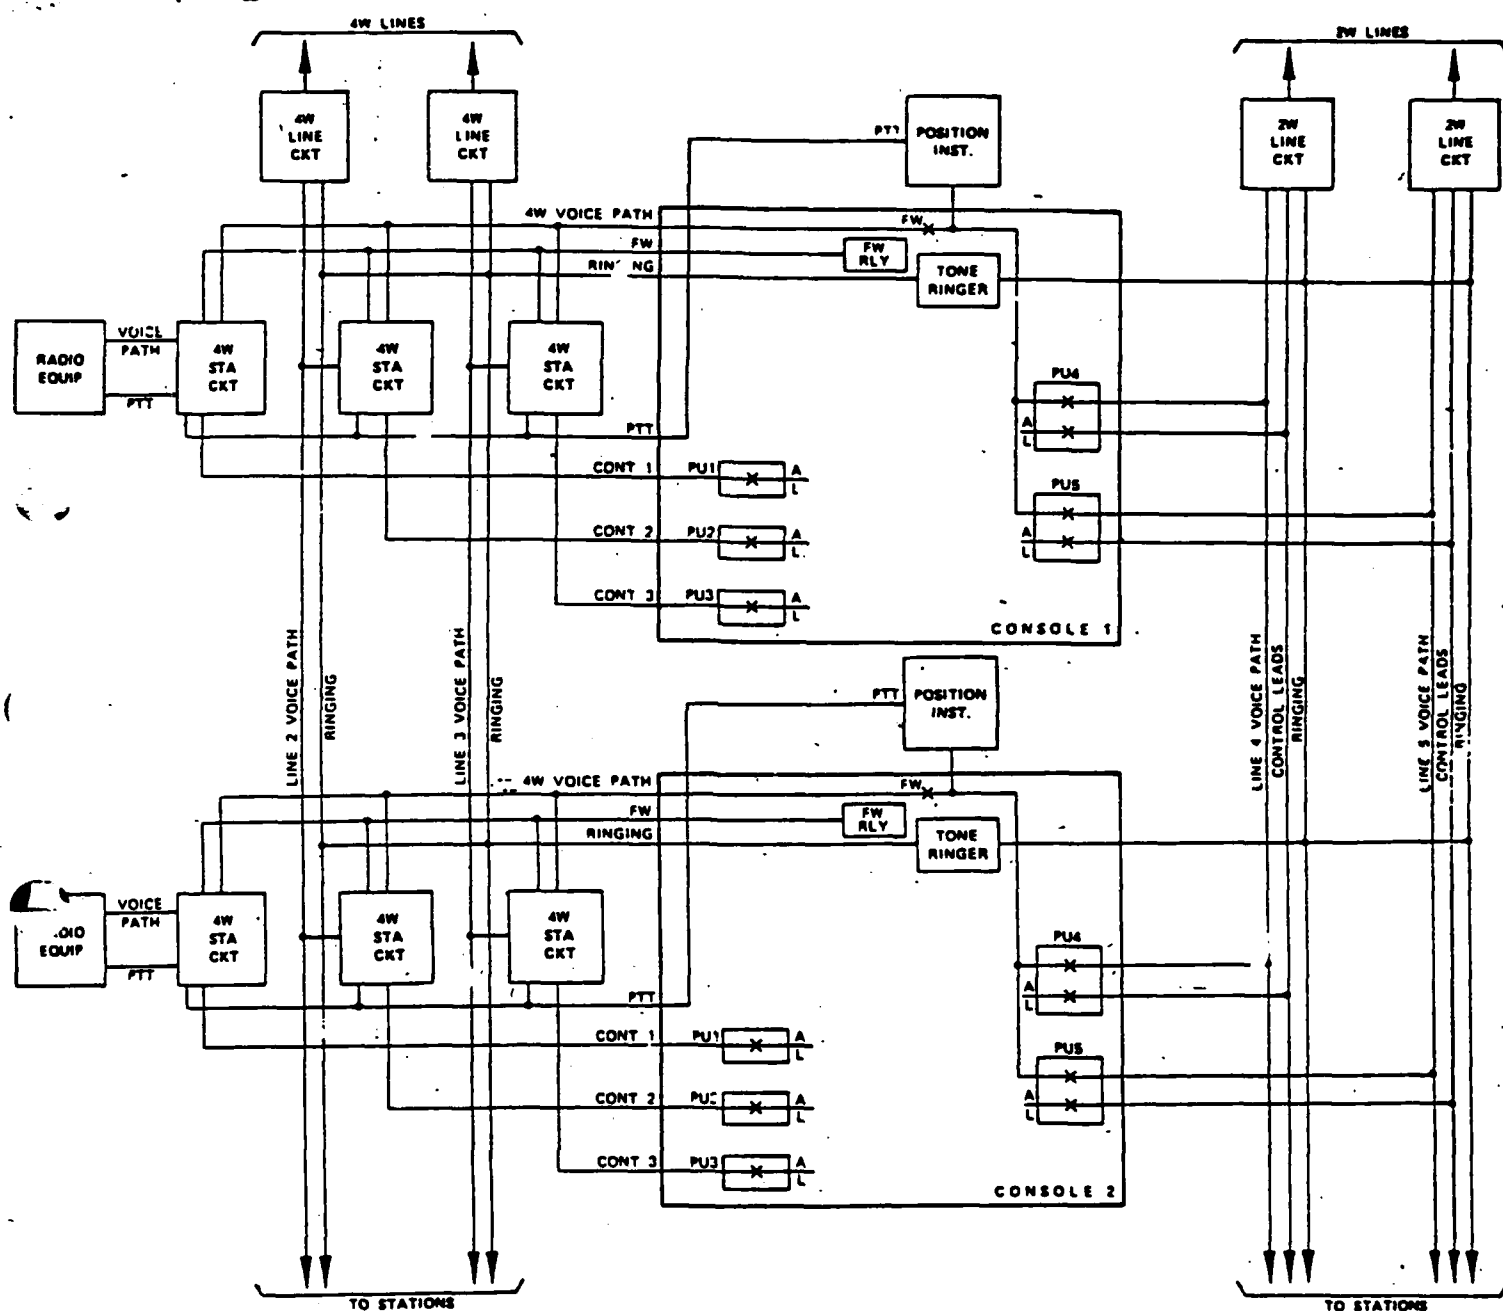 4W LINES
2W LINES
4W
LINE
CKT
4W
LINE
CKT
PTT
POSITION
INST.
2W
LINE
CKT
2W
LINE
CKT
4W VOICE PATH
FW
FW
FW
RLY
RIN NG
TONE
RINGER
RADIO
EQUIP
VOICE
PATH
PTT
4W
STA
CKT
4W
STA
CKT
4W
STA
CKT
PTT
PU4
A
L
CONT 1
PU1
A
L
PU5
A
L
CONT 2
PU2
A
L
CONT 3
PU3
A
L
CONSOLE 1
LINE 2 VOICE PATH
RINGING
LINE 3 VOICE PATH
RINGING
LINE 4 VOICE PATH
CONTROL LEADS
RINGING
LINE 5 VOICE PATH
CONTROL LEADS
RINGING
PTT
POSITION
INST.
4W VOICE PATH
FW
FW
FW
RLY
RINGING
TONE
RINGER
DIO
EQUIP
VOICE
PATH
PTT
4W
STA
CKT
4W
STA
CKT
4W
STA
CKT
PTT
PU4
A
L
CONT 1
PU1
A
L
PU5
A
L
CONT 2
PU
A
L
CONT 3
PU3
A
L
CONSOLE 2
TO STATIONS
TO STATIONS